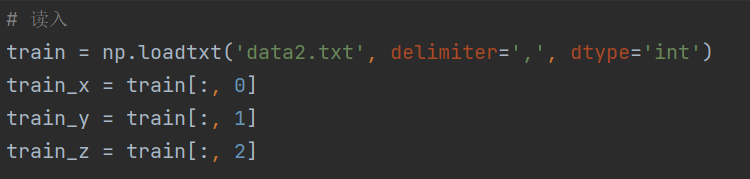 # 读入
train = np.loadtxt('data2.txt', delimiter=',', dtype='int')
train_x = train[:, 0]
train_y = train[:, 1]
train_z = train[:, 2]